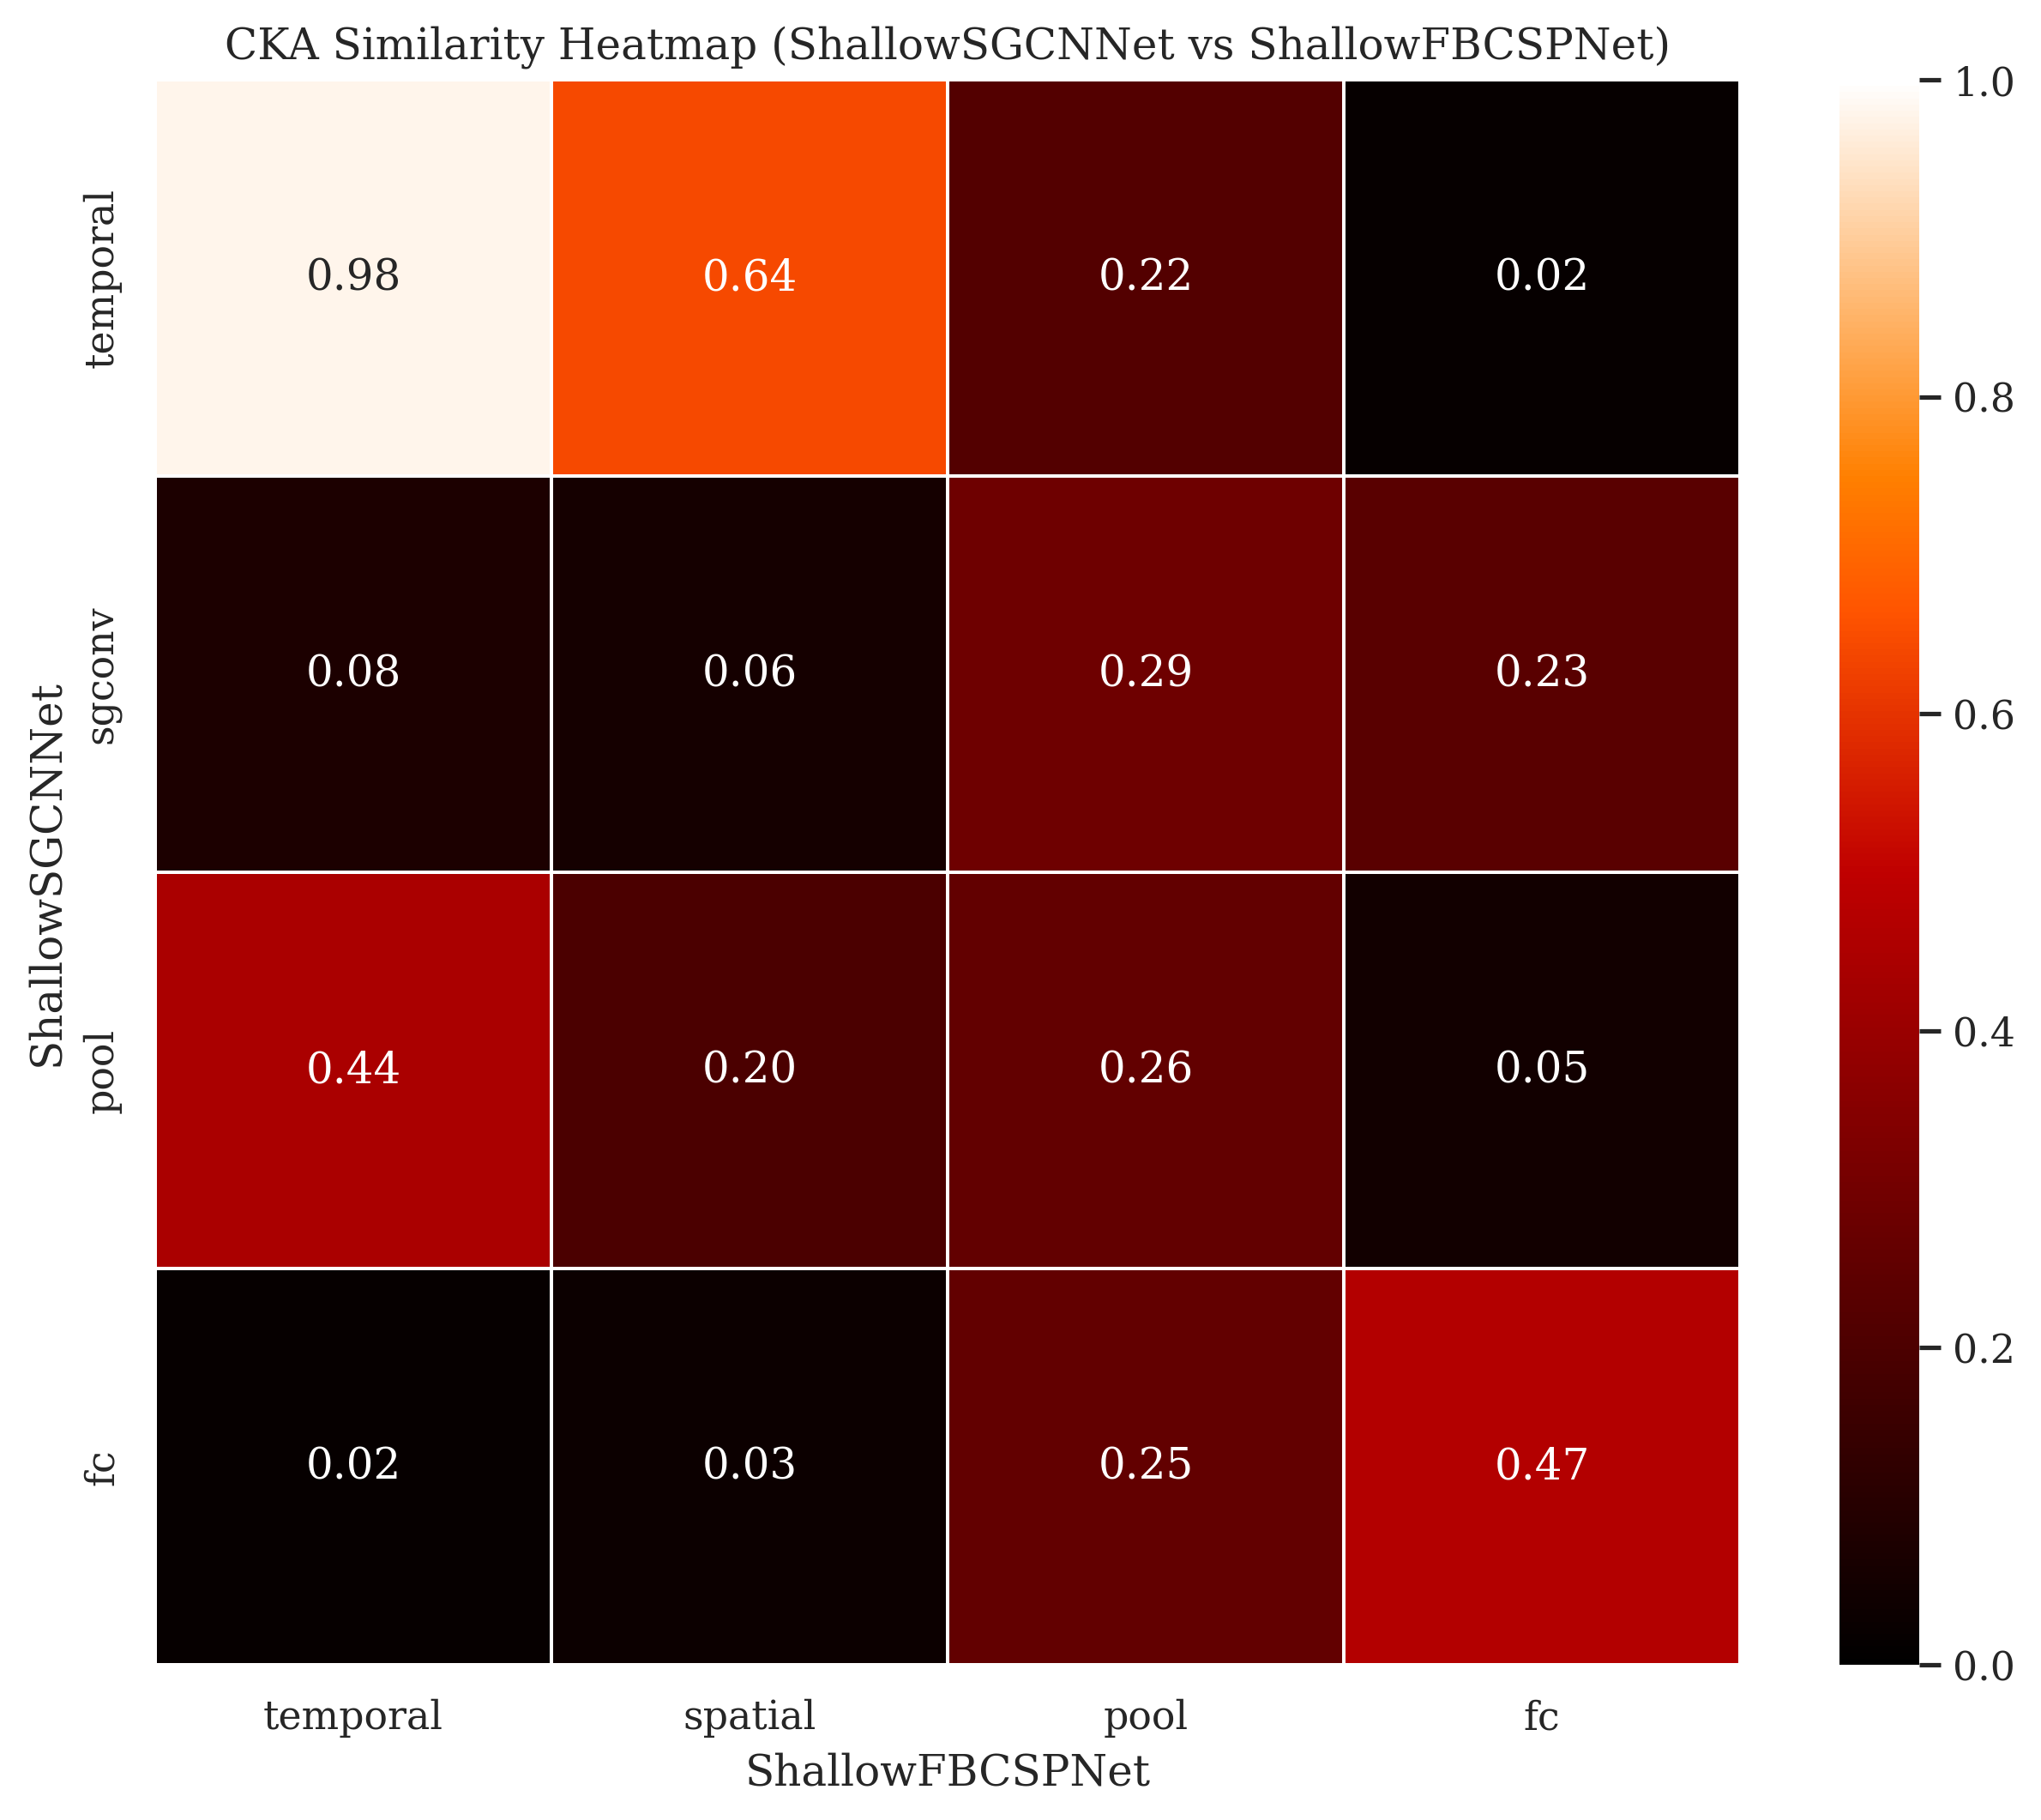 CKA Similarity Heatmap (ShallowSGCNNet vs ShallowFBCSPNet)
ShallowSGCNNet
temporal
0.98 0.64 0.22 0.02
sgconv
0.08 0.06 0.29 0.23
pool
0.44 0.20 0.26 0.05
fc
0.02 0.03 0.25 0.47
temporal spatial pool fc
ShallowFBCSPNet
1.0
0.8
0.6
0.4
0.2
0.0